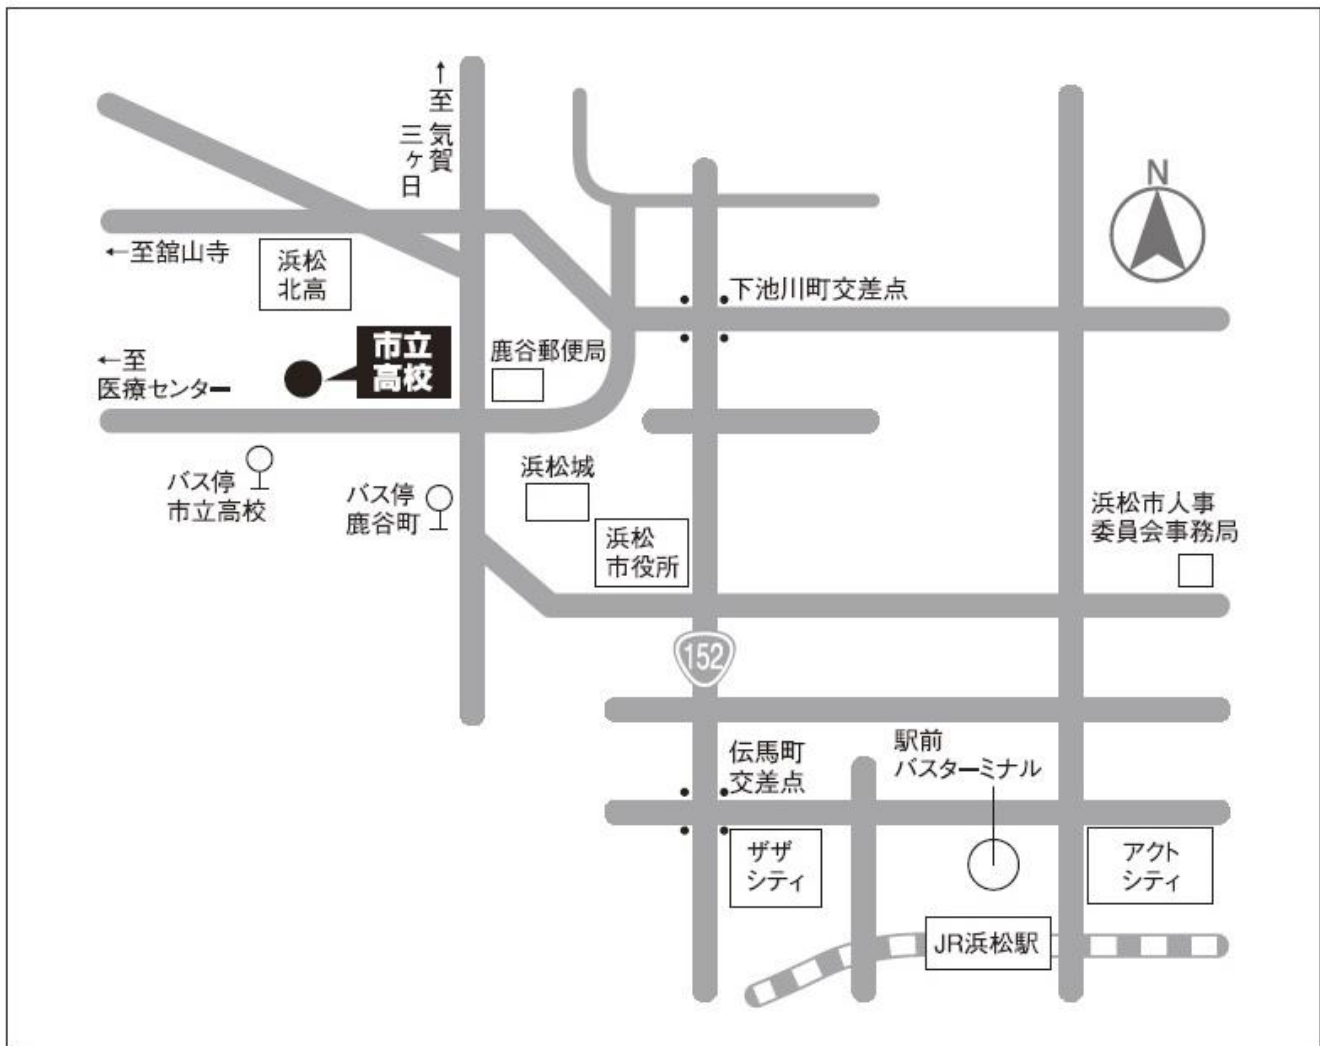 ↑至 気賀
三ヶ日
N
←至舘山寺
浜松
北高
下池川町交差点
市立
高校
鹿谷郵便局
←至
医療センター
バス停
市立高校
バス停
鹿谷町
浜松城
浜松
市役所
浜松市人事
委員会事務局
152
伝馬町
交差点
駅前
バスターミナル
ザザ
シティ
アクト
シティ
JR浜松駅